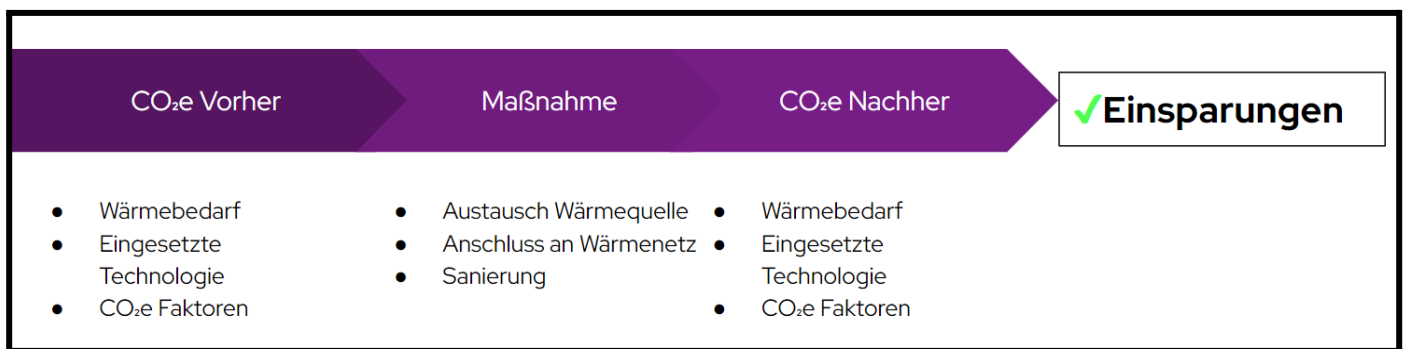 CO₂e Vorher
Maßnahme
CO₂e Nachher
✓Einsparungen
● Wärmebedarf
● Eingesetzte
Technologie
● CO₂e Faktoren
● Austausch Wärmequelle
● Anschluss an Wärmenetz
● Sanierung
● Wärmebedarf
● Eingesetzte
Technologie
● CO₂e Faktoren